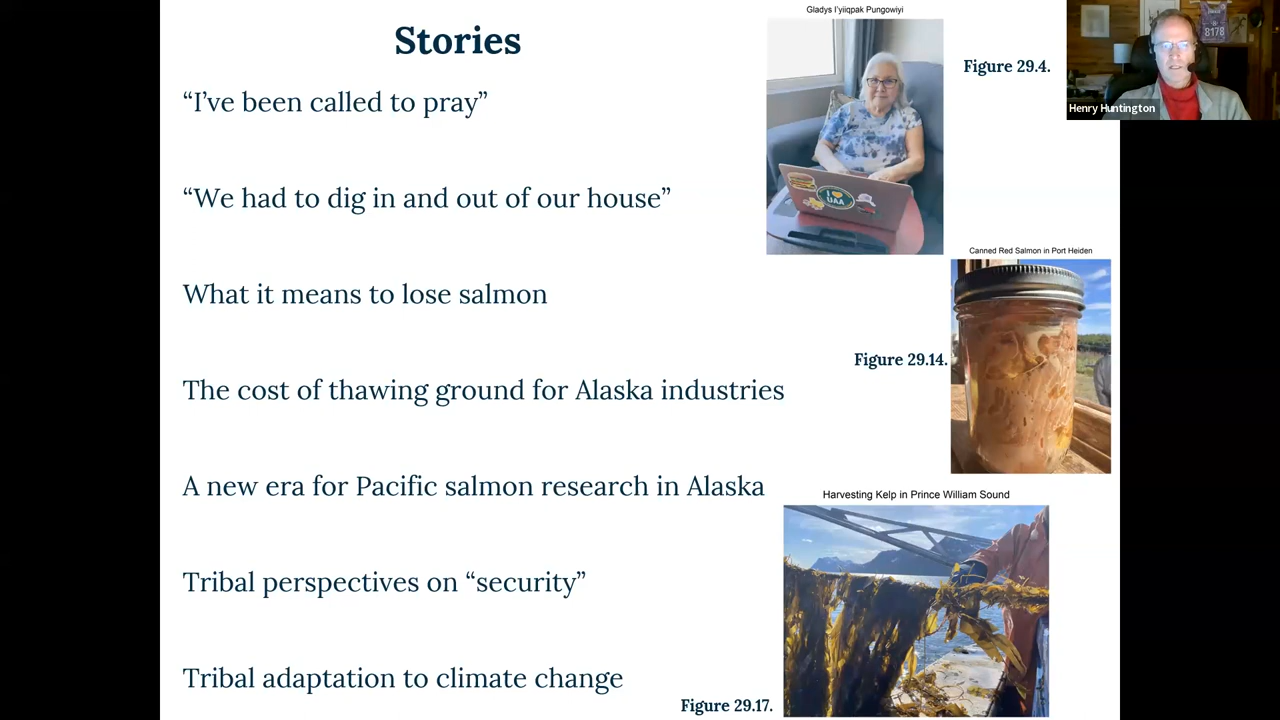 Stories
Gladys I'yiiqpak Pungowiyi
Figure 29.4.
8178
Henry Huntington
“I’ve been called to pray”
“We had to dig in and out of our house”
I
UAA
What it means to lose salmon
Canned Red Salmon in Port Heiden
Figure 29.14.
The cost of thawing ground for Alaska industries
A new era for Pacific salmon research in Alaska
Harvesting Kelp in Prince William Sound
Tribal perspectives on “security”
Tribal adaptation to climate change
Figure 29.17.